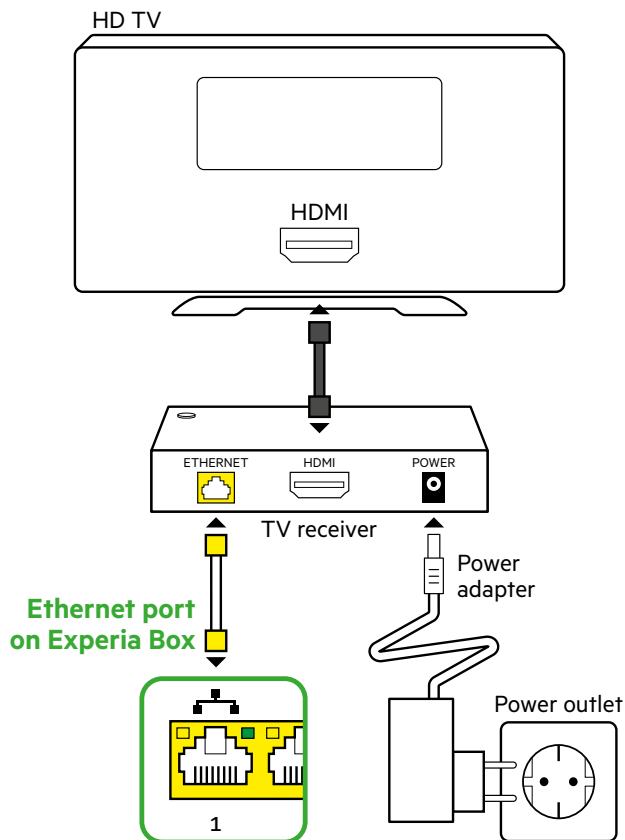 HD TV
HDMI
ETHERNET
HDMI
POWER
TV receiver
Power
adapter
Ethernet port
on Experia Box
Power outlet
1